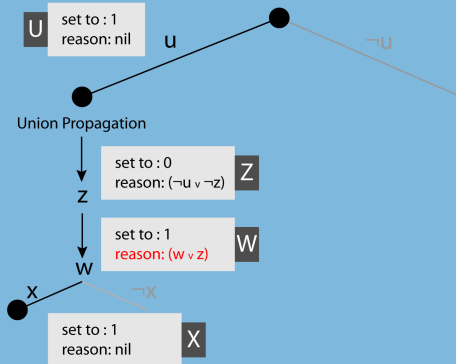 U
set to : 1
reason: nil
u
¬u
Union Propagation
set to : 0
reason: (¬u ᵥ ¬z)
Z
z
set to : 1
reason: (w ᵥ z)
W
w
x
¬x
set to : 1
reason: nil
X